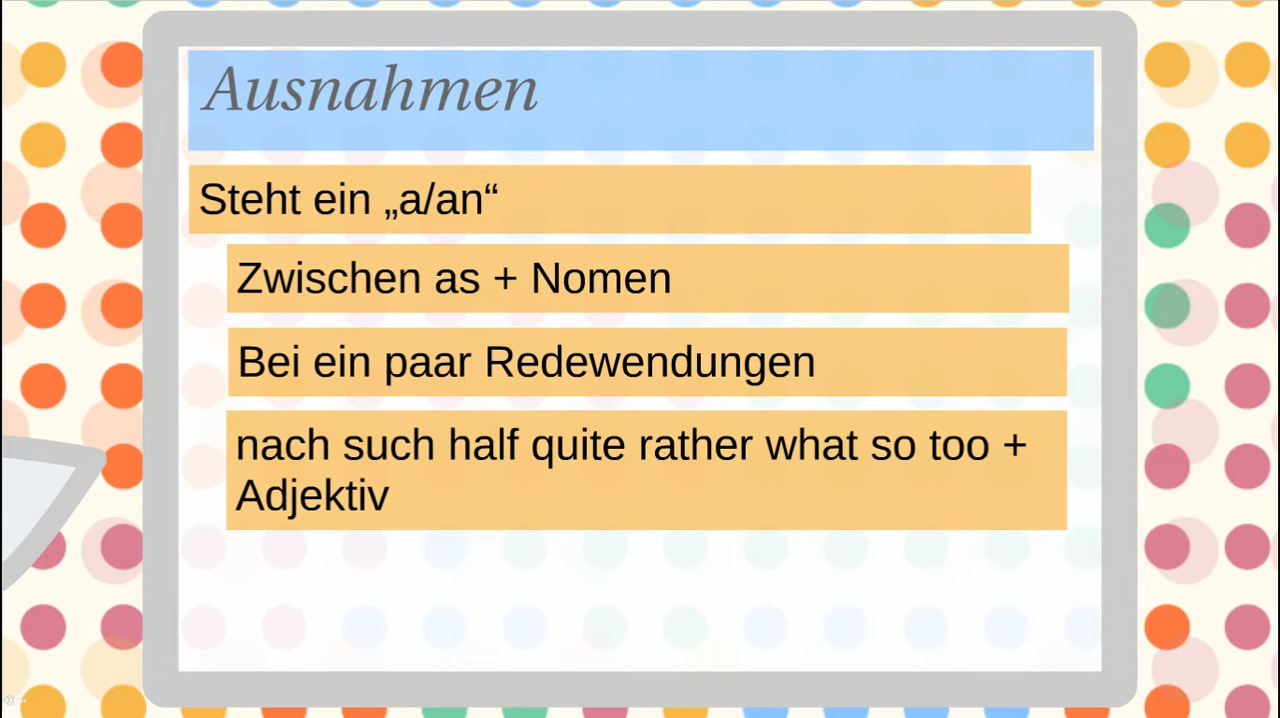 Ausnahmen
Steht ein „a/an“
Zwischen as + Nomen
Bei ein paar Redewendungen
nach such half quite rather what so too +
Adjektiv